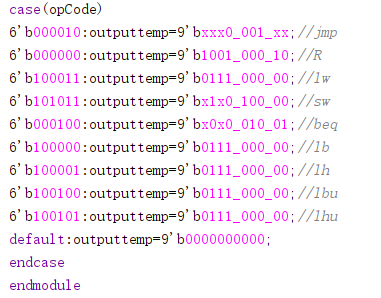 case(opCode)
6'b000010:outputtemp=9'bxxx0_001_xx;//jmp
6'b000000:outputtemp=9'b1001_000_10;//R
6'b100011:outputtemp=9'b0111_000_00;//lw
6'b101011:outputtemp=9'bx1x0_100_00;//sw
6'b000100:outputtemp=9'bx0x0_010_01;//beq
6'b100000:outputtemp=9'b0111_000_00;//lb
6'b100001:outputtemp=9'b0111_000_00;//lh
6'b100100:outputtemp=9'b0111_000_00;//lbu
6'b100101:outputtemp=9'b0111_000_00;//lhu
default:outputtemp=9'b0000000000;
endcase
endmodule